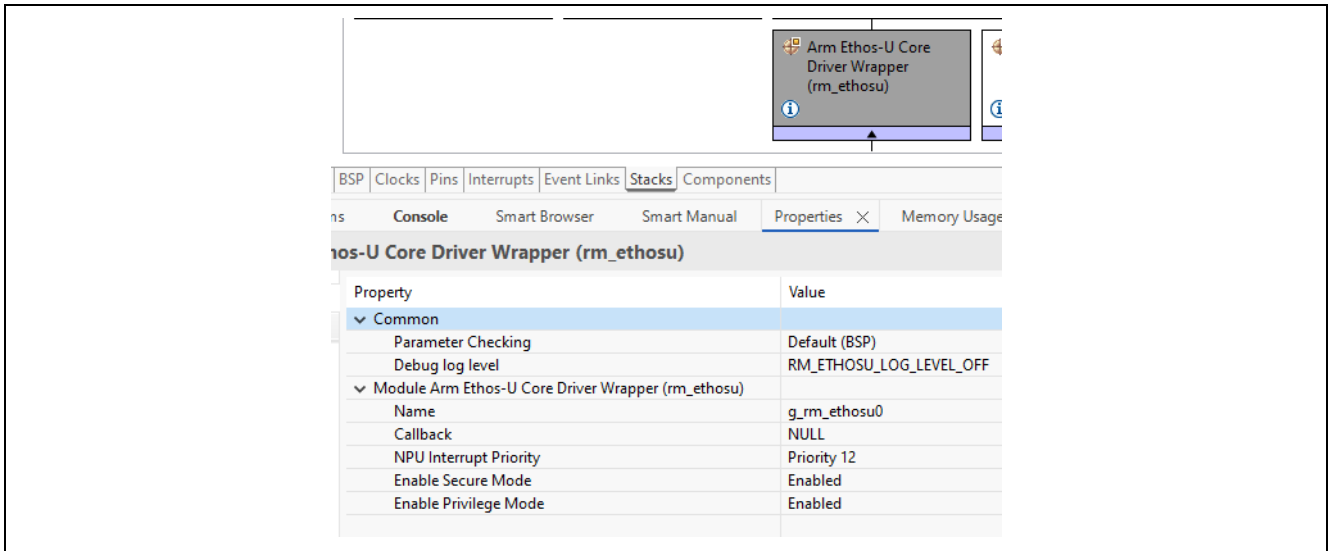 Arm Ethos-U Core
Driver Wrapper
(rm_ethosu)
BSP Clocks Pins Interrupts Event Links Stacks Components
Console Smart Browser Smart Manual Properties Memory Usage
hos-U Core Driver Wrapper (rm_ethosu)
Property Value
Common
Parameter Checking Default (BSP)
Debug log level RM_ETHOSU_LOG_LEVEL_OFF
Module Arm Ethos-U Core Driver Wrapper (rm_ethosu)
Name g_rm_ethosu0
Callback NULL
NPU Interrupt Priority Priority 12
Enable Secure Mode Enabled
Enable Privilege Mode Enabled